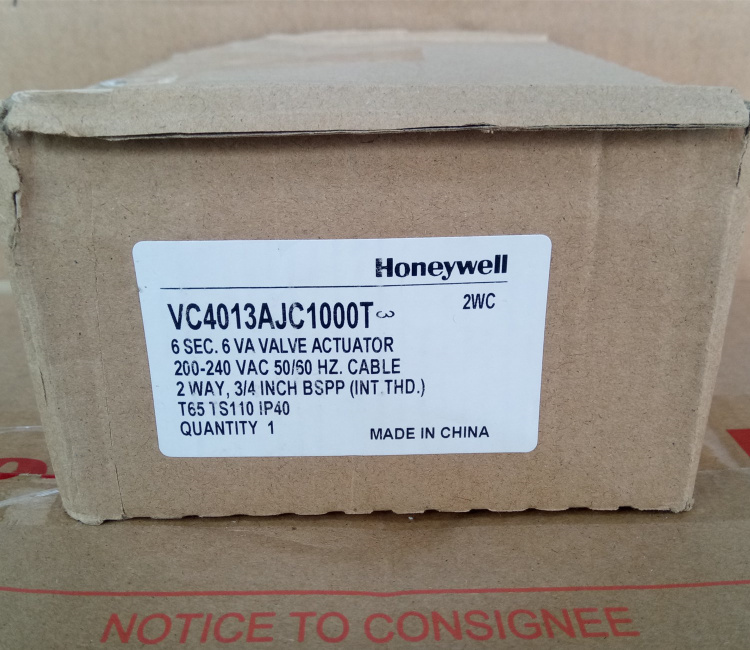 Honeywell
2WC
VC4013AJC1000T
6 SEC. 6 VA VALVE ACTUATOR
200-240 VAC 50/60 HZ. CABLE
2 WAY, 3/4 INCH BSPP (INT.THD.)
T65 TS110 IP40
QUANTITY 1
MADE IN CHINA
NOTICE TO CONSIGNEE